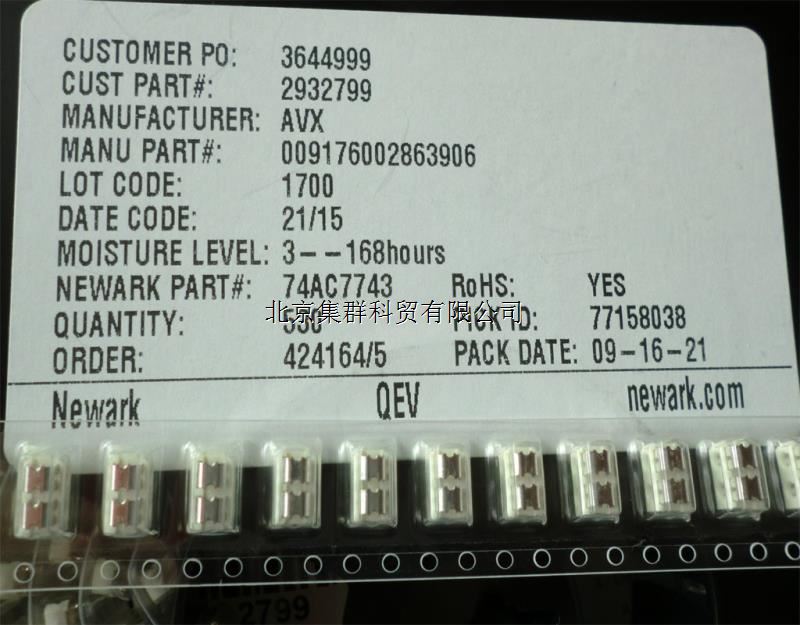 CUSTOMER PO: 3644999
CUST PART#: 2932799
MANUFACTURER: AVX
MANU PART#: 009176002863906
LOT CODE: 1700
DATE CODE: 21/15
MOISTURE LEVEL: 3--168hours
NEWARK PART#: 74AC7743 RoHS: YES
北京集群科贸有限公司
QUANTITY: PACK ID: 77158038
ORDER: 424164/5 PACK DATE: 09-16-21
Newark QEV newark.com
2799